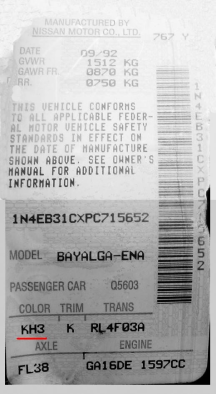 MANUFACTURED BY
NISSAN MOTOR CO., LTD.
767 Y
DATE 09/92
GVWR 1512 KG
GAWR FR. 0870 KG
RR. 0750 KG
THIS VEHICLE CONFORMS
TO ALL APPLICABLE FEDER-
AL MOTOR VEHICLE SAFETY
STANDARDS IN EFFECT ON
THE DATE OF MANUFACTURE
SHOWN ABOVE. SEE OWNER'S
MANUAL FOR ADDITIONAL
INFORMATION.
1N4EB31CXPC715652
MODEL BAYALGA-ENA
PASSENGER CAR Q5603
COLOR TRIM TRANS
KH3 K RL4F03A
AXLE ENGINE
FL38 GA16DE 1597CC